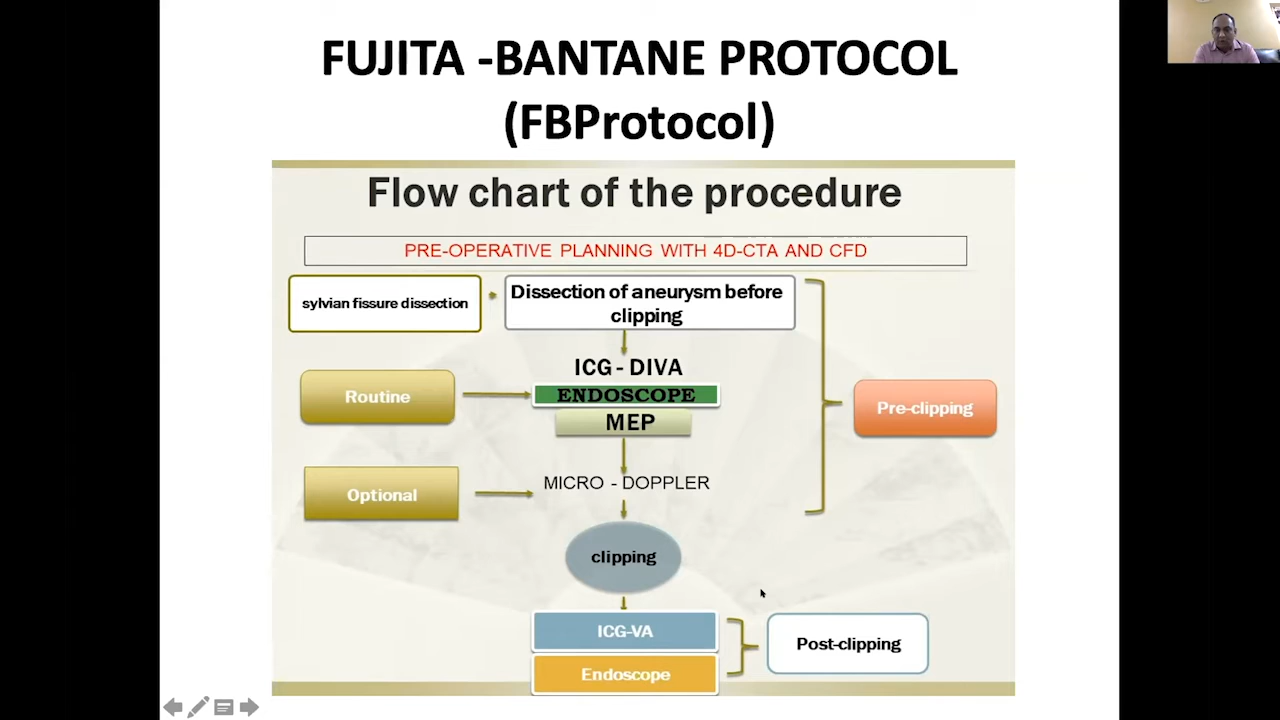 FUJITA -BANTANE PROTOCOL
(FBProtocol)
Flow chart of the procedure
PRE-OPERATIVE PLANNING WITH 4D-CTA AND CFD
sylvian fissure dissection
Dissection of aneurysm before
clipping
ICG - DIVA
Routine
ENDOSCOPE
MEP
Pre-clipping
Optional
MICRO - DOPPLER
clipping
ICG-VA
Endoscope
Post-clipping